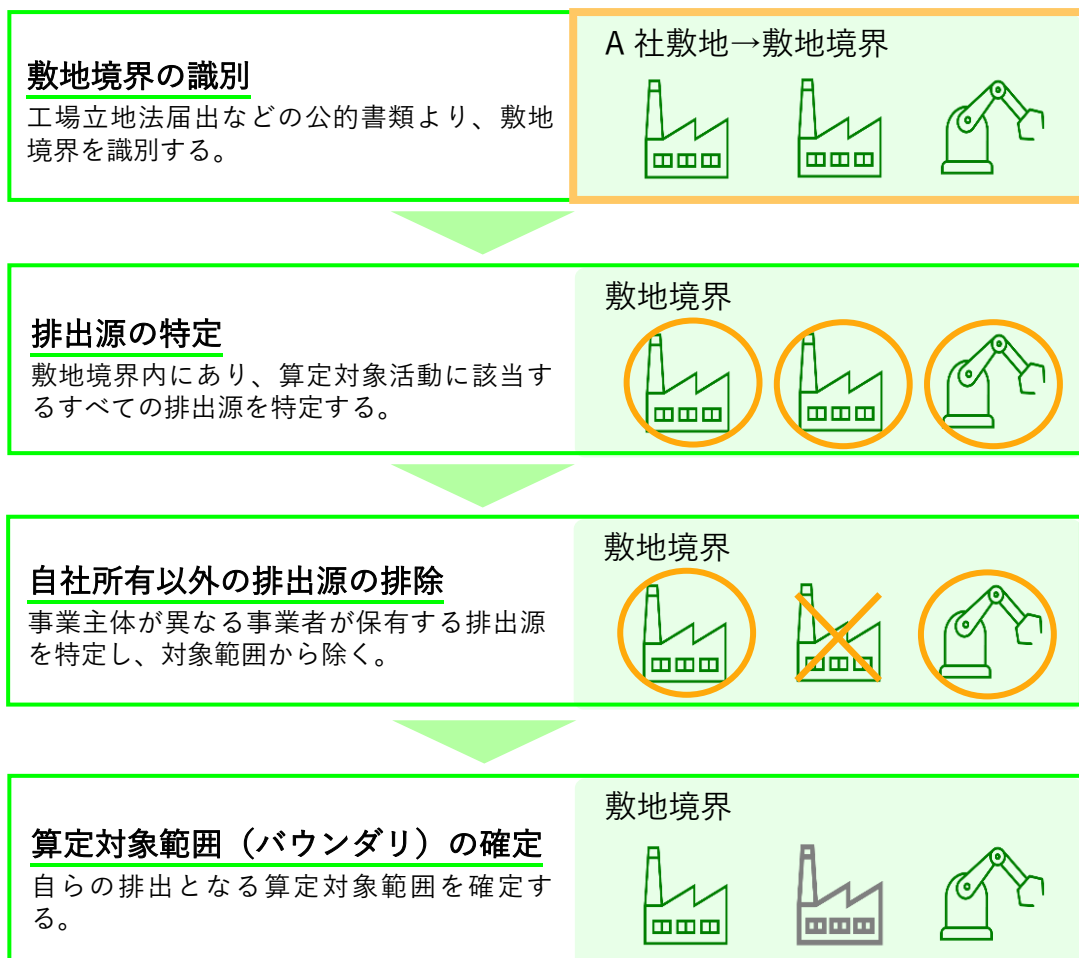 敷地境界の識別
工場立地法届出などの公的書類より、敷地
境界を識別する。
A 社敷地→敷地境界
排出源の特定
敷地境界内にあり、算定対象活動に該当す
るすべての排出源を特定する。
敷地境界
自社所有以外の排出源の排除
事業主体が異なる事業者が保有する排出源
を特定し、対象範囲から除く。
敷地境界
算定対象範囲（バウンダリ）の確定
自らの排出となる算定対象範囲を確定す
る。
敷地境界